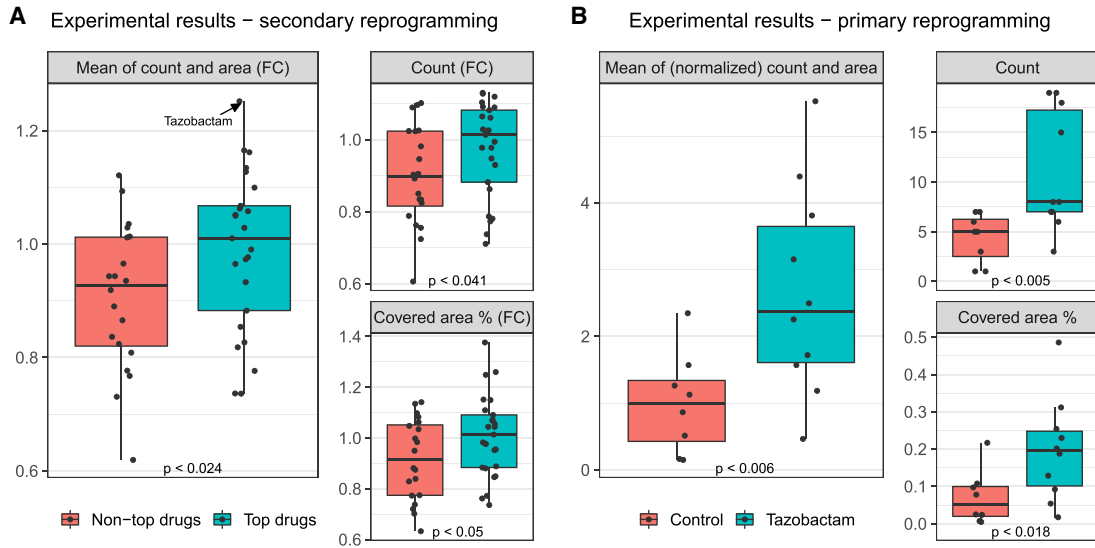 A
Experimental results − secondary reprogramming
Mean of count and area (FC)
1.2
1.0
0.8
0.6
Tazobactam
p < 0.024
Count (FC)
1.0
0.8
0.6
p < 0.041
Covered area % (FC)
1.4
1.2
1.0
0.8
0.6
p < 0.05
Non−top drugs
Top drugs
B
Experimental results − primary reprogramming
Mean of (normalized) count and area
4
2
0
p < 0.006
Count
15
10
5
0
p < 0.005
Covered area %
0.5
0.4
0.3
0.2
0.1
0.0
p < 0.018
Control
Tazobactam